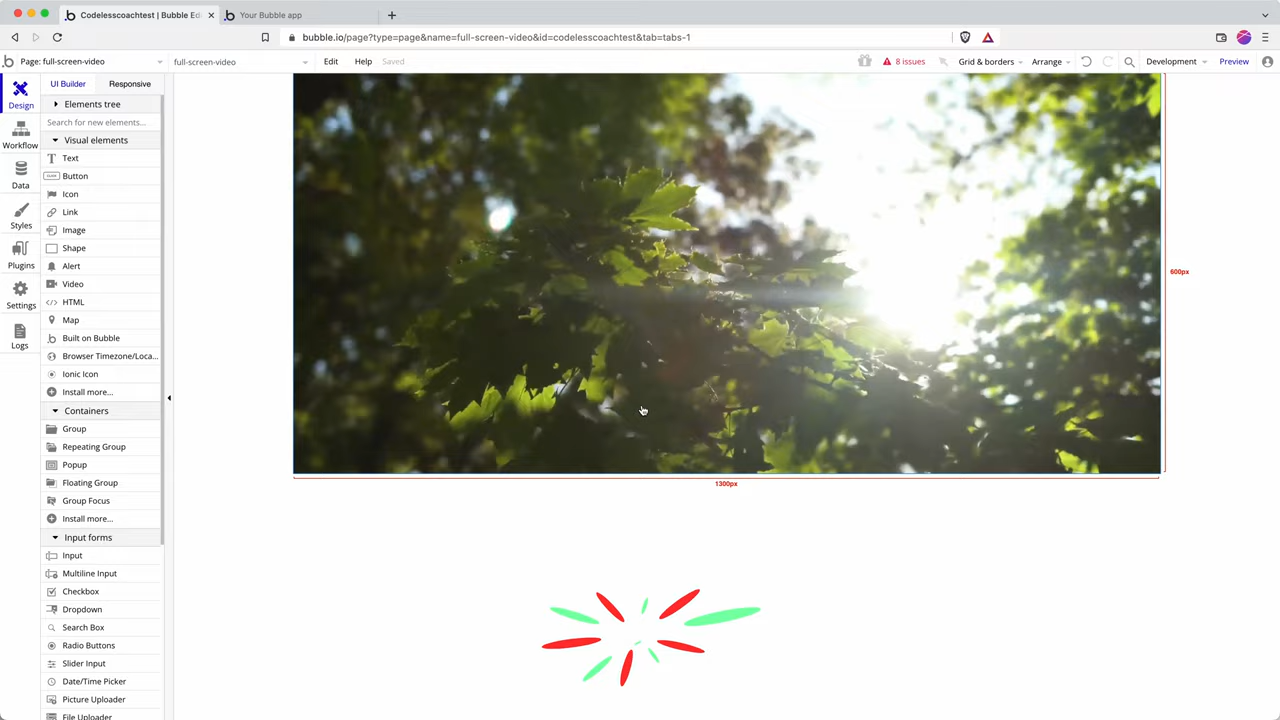 Codelesscoachtest | Bubble Ed
Your Bubble app
bubble.io/page?type=page&name=full-screen-video&id=codelesscoachtest&tab=tabs-1
Page: full-screen-video
full-screen-video
Edit
Help
Saved
8 issues
Grid & borders
Arrange
Development
Preview
Design
Workflow
Data
Styles
Plugins
Settings
Logs
UI Builder
Responsive
Elements tree
Search for new elements...
Visual elements
Text
Button
Icon
Link
Image
Shape
Alert
Video
HTML
Map
Built on Bubble
Browser Timezone/Loca...
Ionic Icon
Install more...
Containers
Group
Repeating Group
Popup
Floating Group
Group Focus
Install more...
Input forms
Input
Multiline Input
Checkbox
Dropdown
Search Box
Radio Buttons
Slider Input
Date/Time Picker
Picture Uploader
File Uploader
600px
1300px